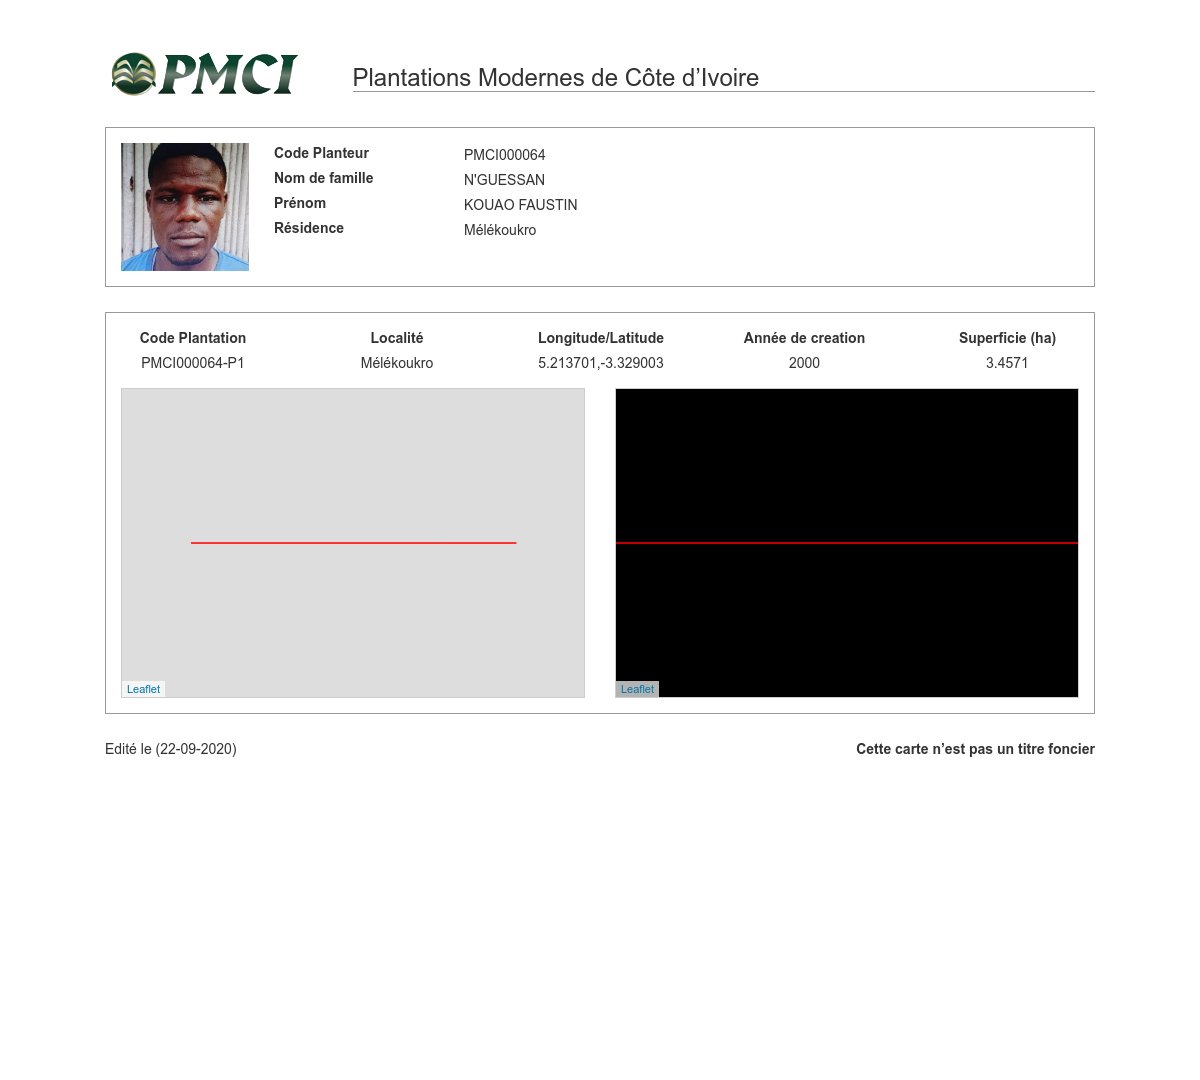 PMCI
Plantations Modernes de Côte d’Ivoire
Code Planteur PMCI000064
Nom de famille N'GUESSAN
Prénom KOUAO FAUSTIN
Résidence Mélékoukro
Code Plantation Localité Longitude/Latitude Année de creation Superficie (ha)
PMCI000064-P1 Mélékoukro 5.213701,-3.329003 2000 3.4571
Leaflet Leaflet
Edité le (22-09-2020) Cette carte n’est pas un titre foncier